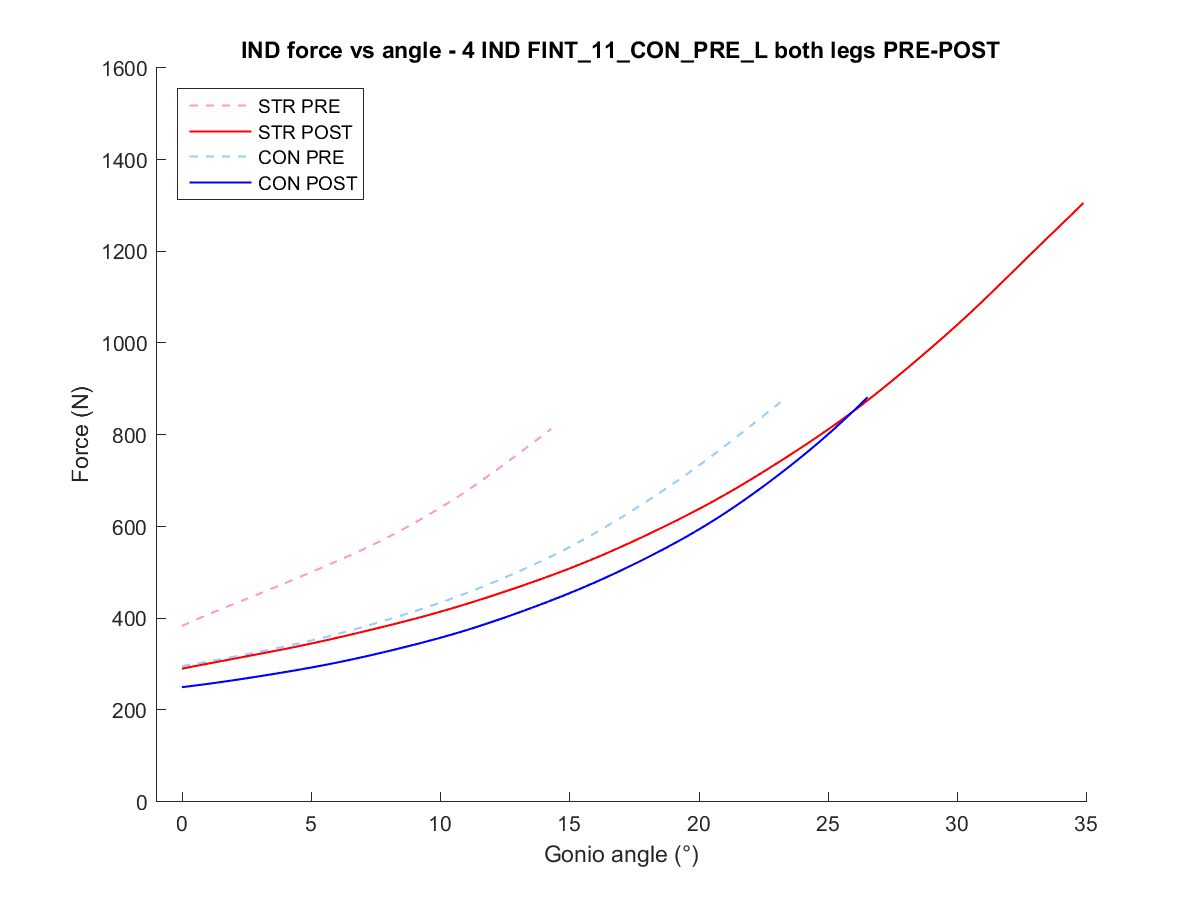 IND force vs angle - 4 IND FINT_11_CON_PRE_L both legs PRE-POST
1600
1400
1200
1000
800
600
400
200
0
STR PRE
STR POST
CON PRE
CON POST
Force (N)
0 5 10 15 20 25 30 35
Gonio angle (°)